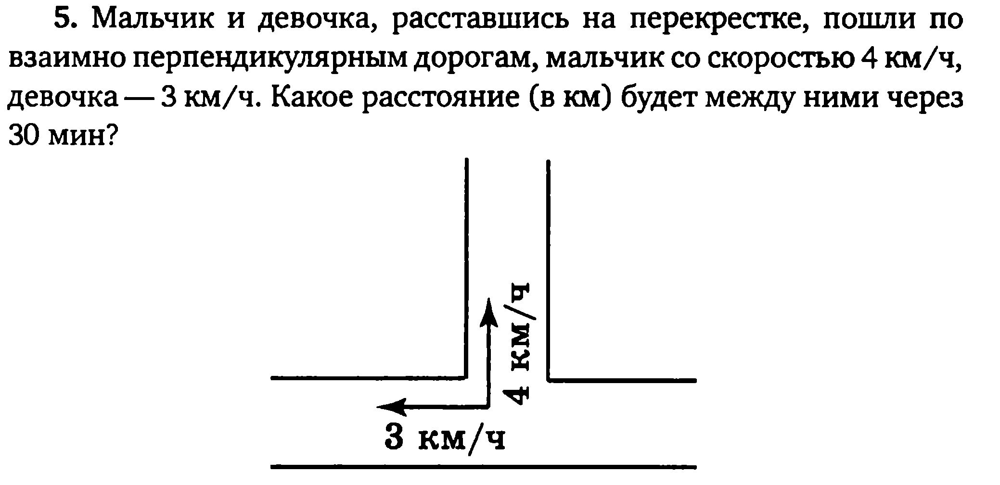 5. Мальчик и девочка, расставшись на перекрестке, пошли по
взаимно перпендикулярным дорогам, мальчик со скоростью 4 км/ч,
девочка — 3 км/ч. Какое расстояние (в км) будет между ними через
30 мин?
4 км/ч
3 км/ч